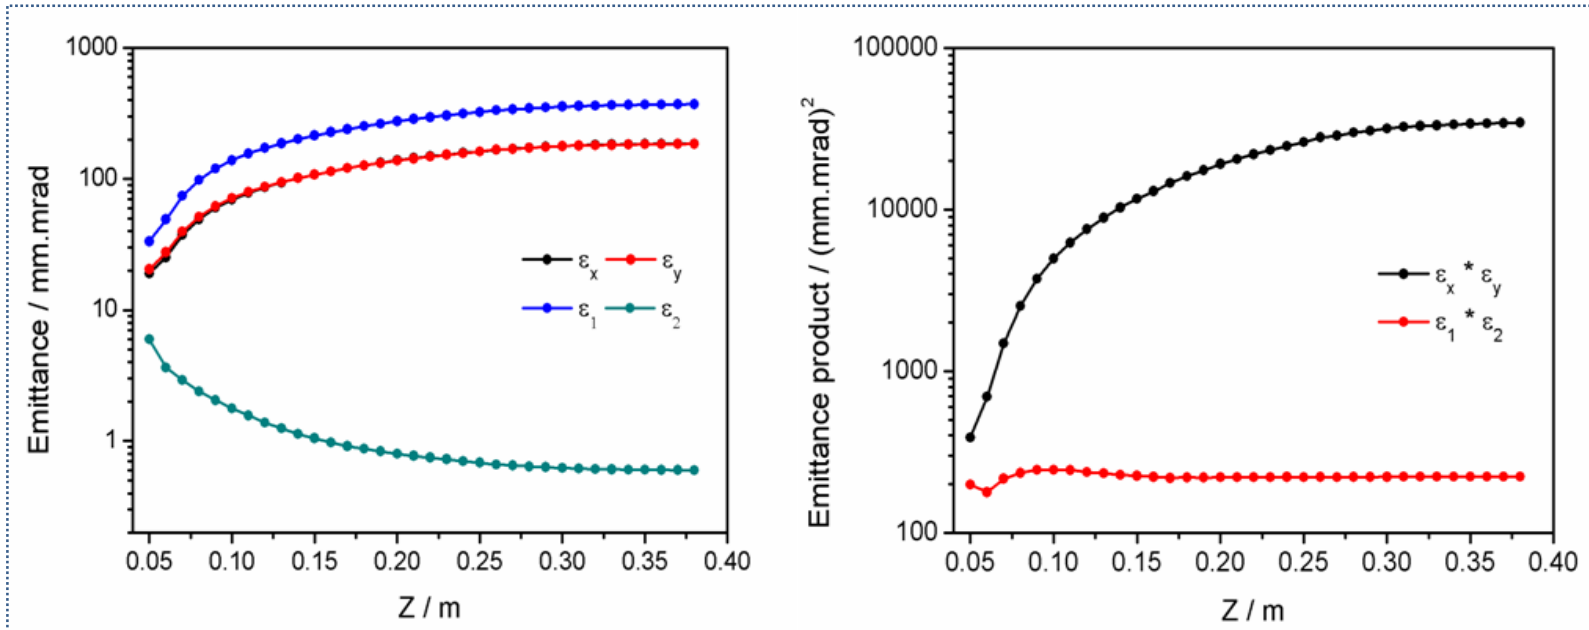 1000
100
10
1
Emittance / mm.mrad
εx εy
ε1 ε2
0.05 0.10 0.15 0.20 0.25 0.30 0.35 0.40
Z / m
100000
10000
1000
100
Emittance product / (mm.mrad)²
εx * εy
ε1 * ε2
0.05 0.10 0.15 0.20 0.25 0.30 0.35 0.40
Z / m